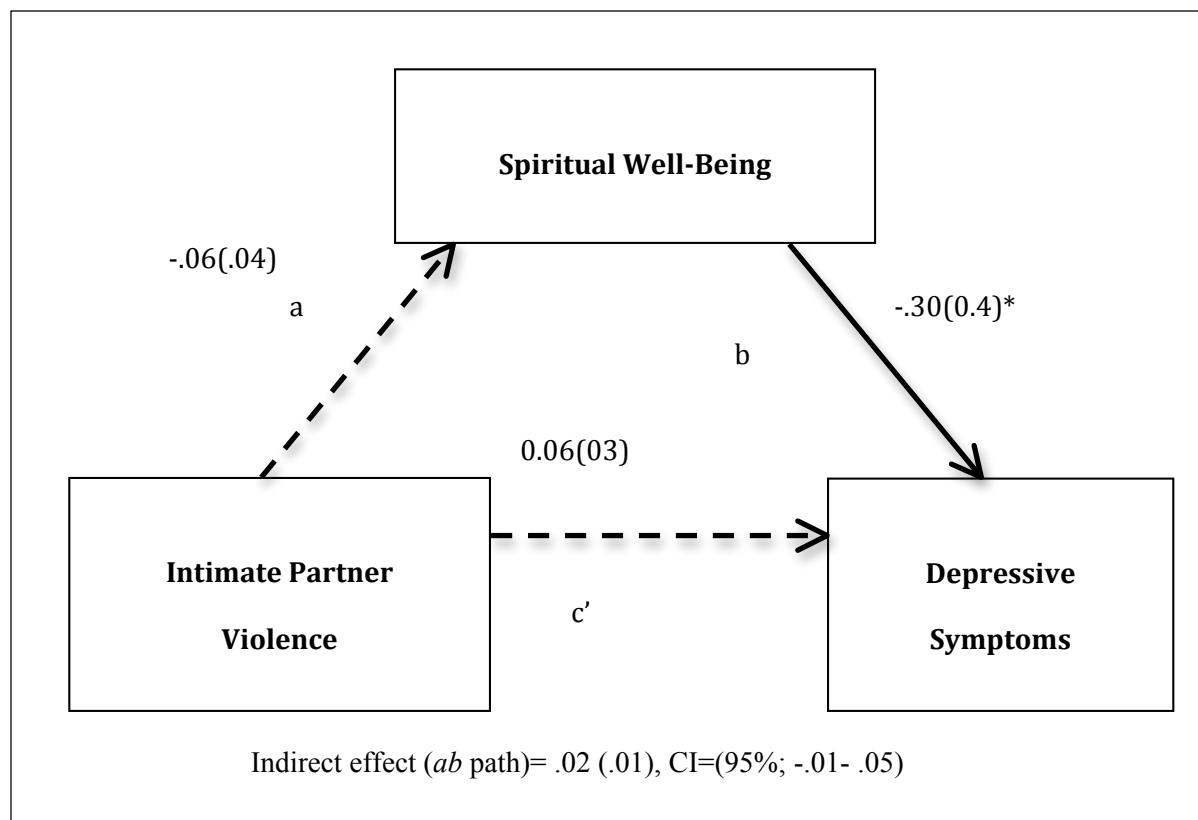 Spiritual Well-Being
-.06(.04)
a
-.30(0.4)*
b
0.06(03)
Intimate Partner
Violence
c’
Depressive
Symptoms
Indirect effect (ab path)= .02 (.01), CI=(95%; -.01- .05)